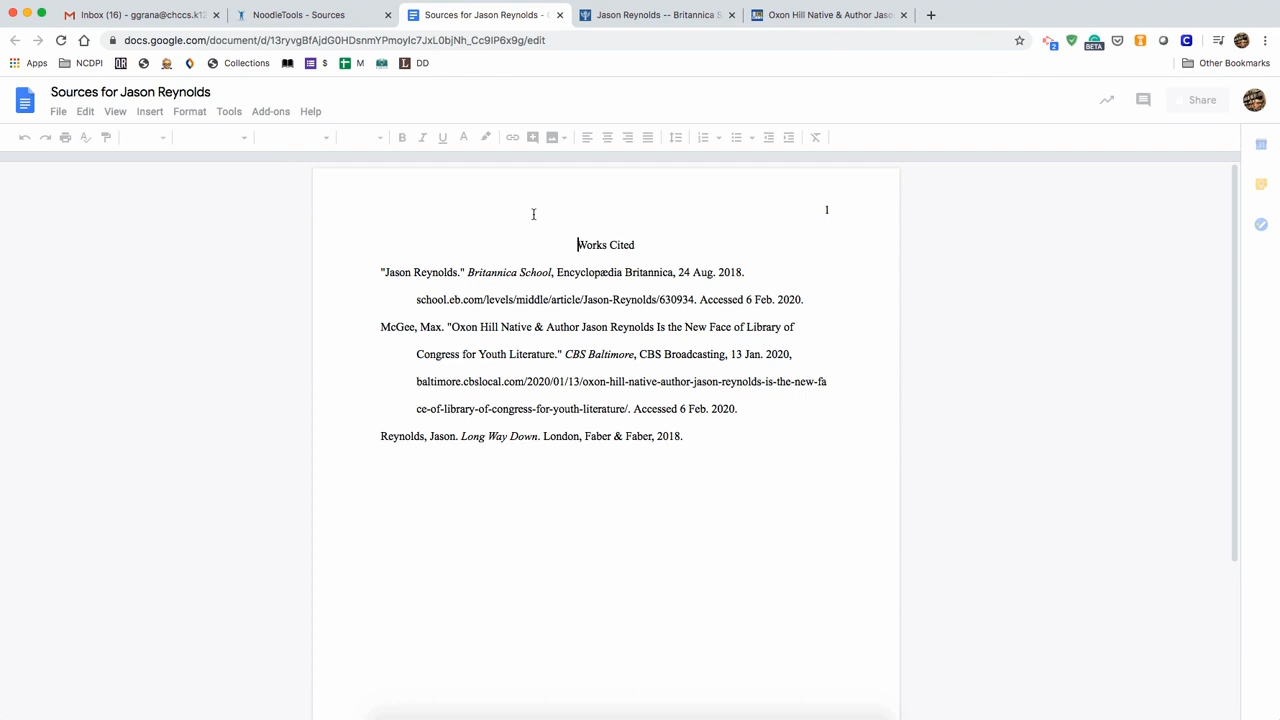 Inbox (16) - ggrana@chccs.k12
NoodleTools - Sources
Sources for Jason Reynolds -
Jason Reynolds -- Britannica S
Oxon Hill Native & Author Jaso
docs.google.com/document/d/13ryvgBfAjdG0HDsnmYPmoyIc7JxL0bjNh_Cc9IP6x9g/edit
2
BETA
Apps
NCDPI
Collections
$
M
DD
Other Bookmarks
Sources for Jason Reynolds
Share
File Edit View Insert Format Tools Add-ons Help
1
Works Cited
"Jason Reynolds." Britannica School, Encyclopædia Britannica, 24 Aug. 2018.
school.eb.com/levels/middle/article/Jason-Reynolds/630934. Accessed 6 Feb. 2020.
McGee, Max. "Oxon Hill Native & Author Jason Reynolds Is the New Face of Library of
Congress for Youth Literature." CBS Baltimore, CBS Broadcasting, 13 Jan. 2020,
baltimore.cbslocal.com/2020/01/13/oxon-hill-native-author-jason-reynolds-is-the-new-fa
ce-of-library-of-congress-for-youth-literature/. Accessed 6 Feb. 2020.
Reynolds, Jason. Long Way Down. London, Faber & Faber, 2018.